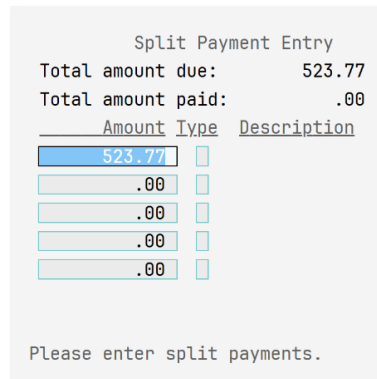 Split Payment Entry
Total amount due: 523.77
Total amount paid: .00
Amount Type Description
523.77
.00
.00
.00
.00
Please enter split payments.